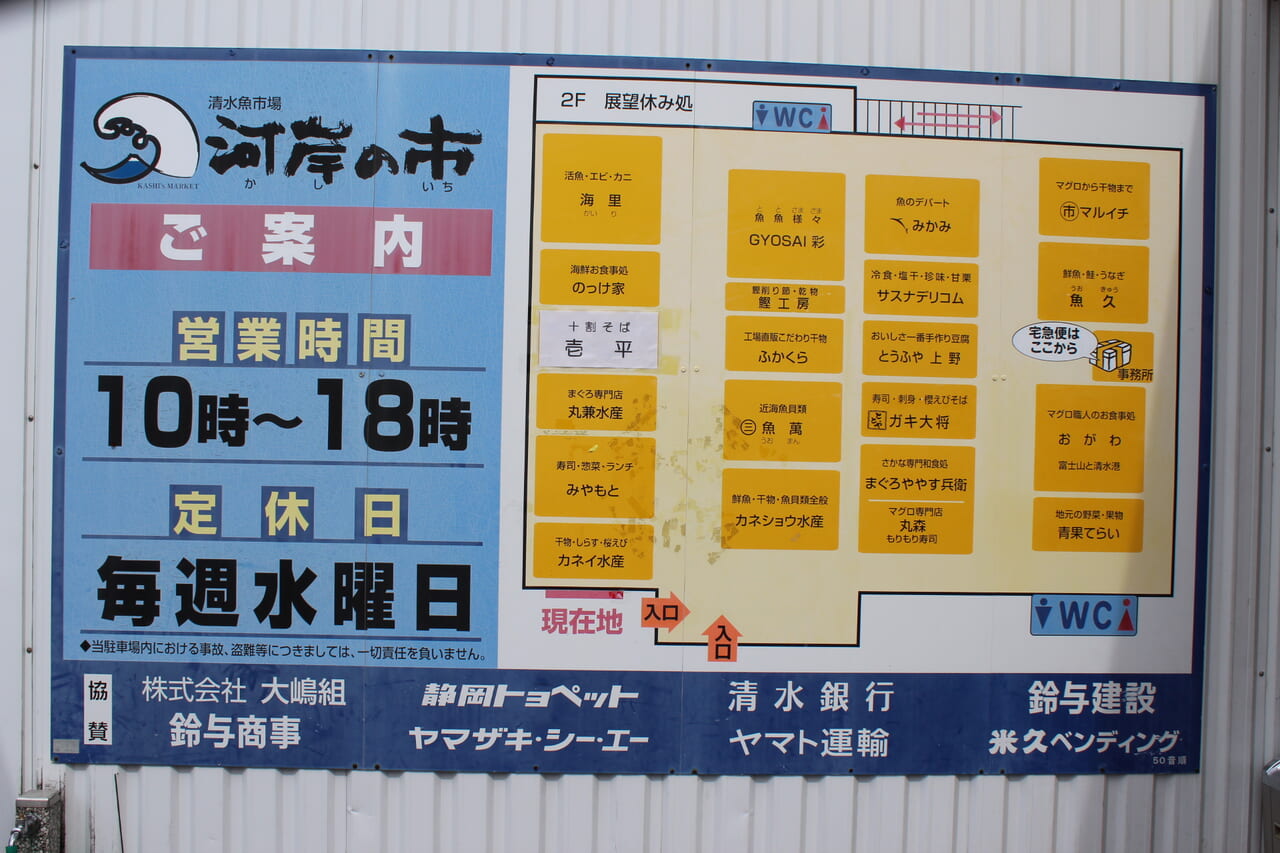 清水魚市場
河岸の市
かしいち
KASHI's MARKET
ご案内
営業時間
10時～18時
定休日
毎週水曜日
◆当駐車場内における事故、盗難等につきましては、一切責任を負いません。
2F 展望休み処
WC
活魚・エビ・カニ
海里
かいり
海鮮お食事処
のっけ家
十割そば
壱平
まぐろ専門店
丸兼水産
寿司・惣菜・ランチ
みやもと
干物・しらす・桜えび
カネイ水産
ととさまざま
魚魚様々
GYOSAI 彩
鰹削り節・乾物
鰹工房
工場直販こだわり干物
ふかくら
近海魚貝類
㊂魚萬
うおまん
鮮魚・干物・魚貝類全般
カネショウ水産
魚のデパート
みかみ
冷食・塩干・珍味・甘栗
サスナデリコム
おいしさ一番手作り豆腐
とうふや 上野
寿司・刺身・櫻えびそば
ガキ大将
さかな専門和食処
まぐろややす兵衛
マグロ専門店
丸森
もりもり寿司
マグロから干物まで
市 マルイチ
鮮魚・鮭・うなぎ
うおきゅう
魚久
宅急便は
ここから
事務所
マグロ職人のお食事処
おがわ
富士山と清水港
地元の野菜・果物
青果てらい
現在地
入口
入口
WC
協賛
株式会社 大嶋組
静岡トヨペット
清水銀行
鈴与建設
鈴与商事
ヤマザキ・シー・エー
ヤマト運輸
米久ベンディング
50音順